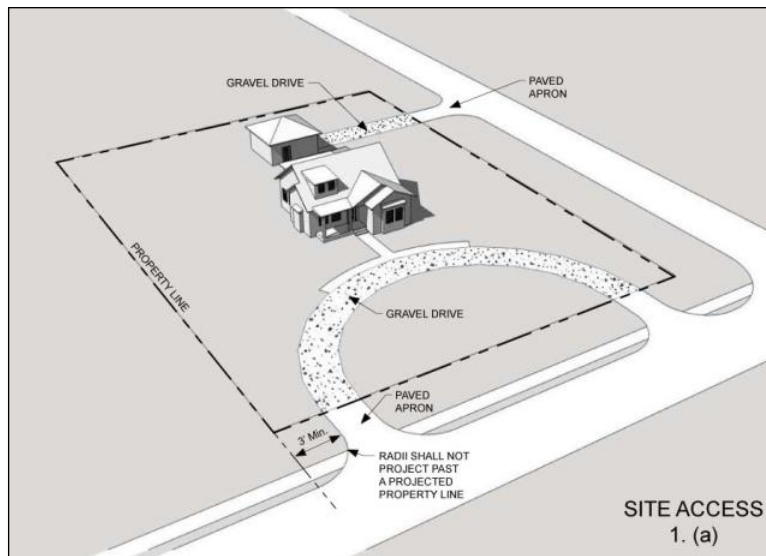 GRAVEL DRIVE
PAVED
APRON
PROPERTY LINE
GRAVEL DRIVE
PAVED
APRON
3' Min.
RADII SHALL NOT
PROJECT PAST
A PROJECTED
PROPERTY LINE
SITE ACCESS
1. (a)